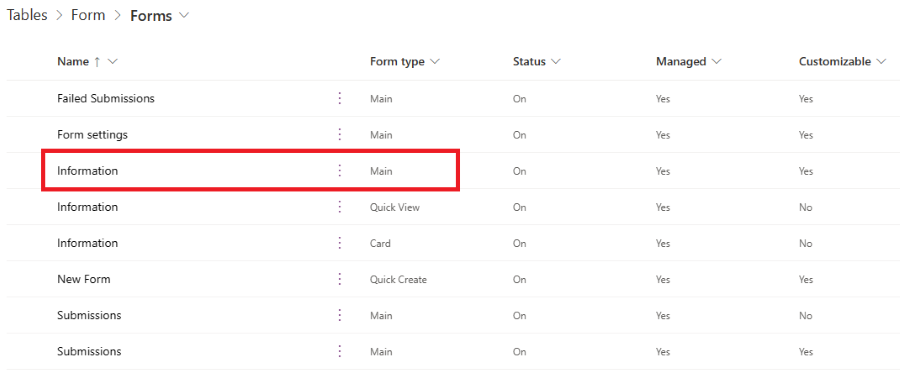 Tables > Form > Forms
Name ↑ Form type Status Managed Customizable
Failed Submissions Main On Yes Yes
Form settings Main On Yes Yes
Information Main On Yes Yes
Information Quick View On Yes No
Information Card On Yes No
New Form Quick Create On Yes Yes
Submissions Main On Yes No
Submissions Main On Yes Yes